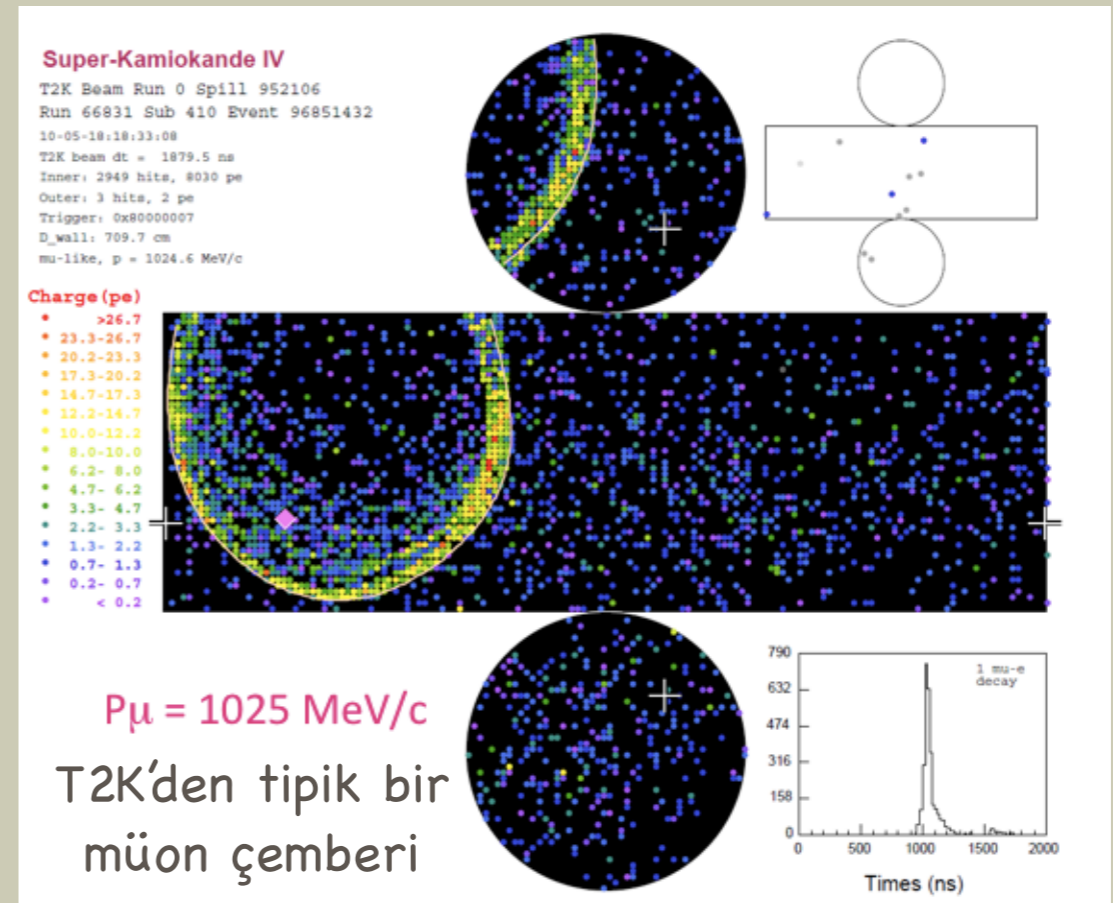 Super-Kamiokande IV
T2K Beam Run 0 Spill 952106
Run 66831 Sub 410 Event 96851432
10-05-18:18:33:08
T2K beam dt = 1879.5 ns
Inner: 2949 hits, 8030 pe
Outer: 3 hits, 2 pe
Trigger: 0x80000007
D_wall: 709.7 cm
mu-like, p = 1024.6 MeV/c
Charge(pe)
>26.7
23.3-26.7
20.2-23.3
17.3-20.2
14.7-17.3
12.2-14.7
10.0-12.2
8.0-10.0
6.2- 8.0
4.7- 6.2
3.3- 4.7
2.2- 3.3
1.3- 2.2
0.7- 1.3
0.2- 0.7
< 0.2
Pμ = 1025 MeV/c
T2K’den tipik bir
müon çemberi
1 mu-e
decay
790
632
474
316
158
0
0 500 1000 1500 2000
Times (ns)